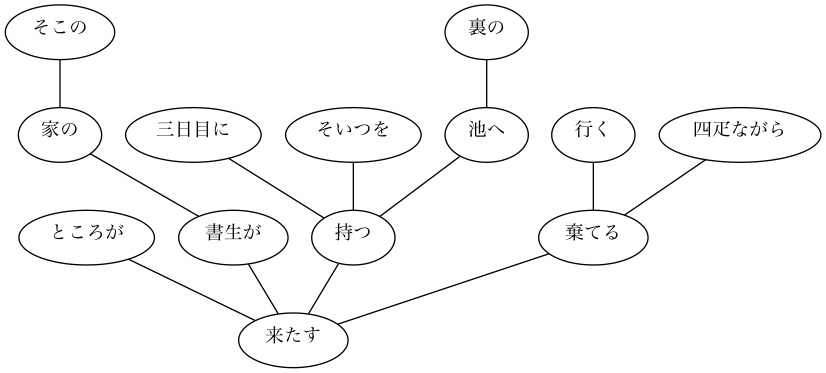 そこの
裏の
家の
三日目に
そいつを
池へ
行く
四疋ながら
ところが
書生が
持つ
棄てる
来たす